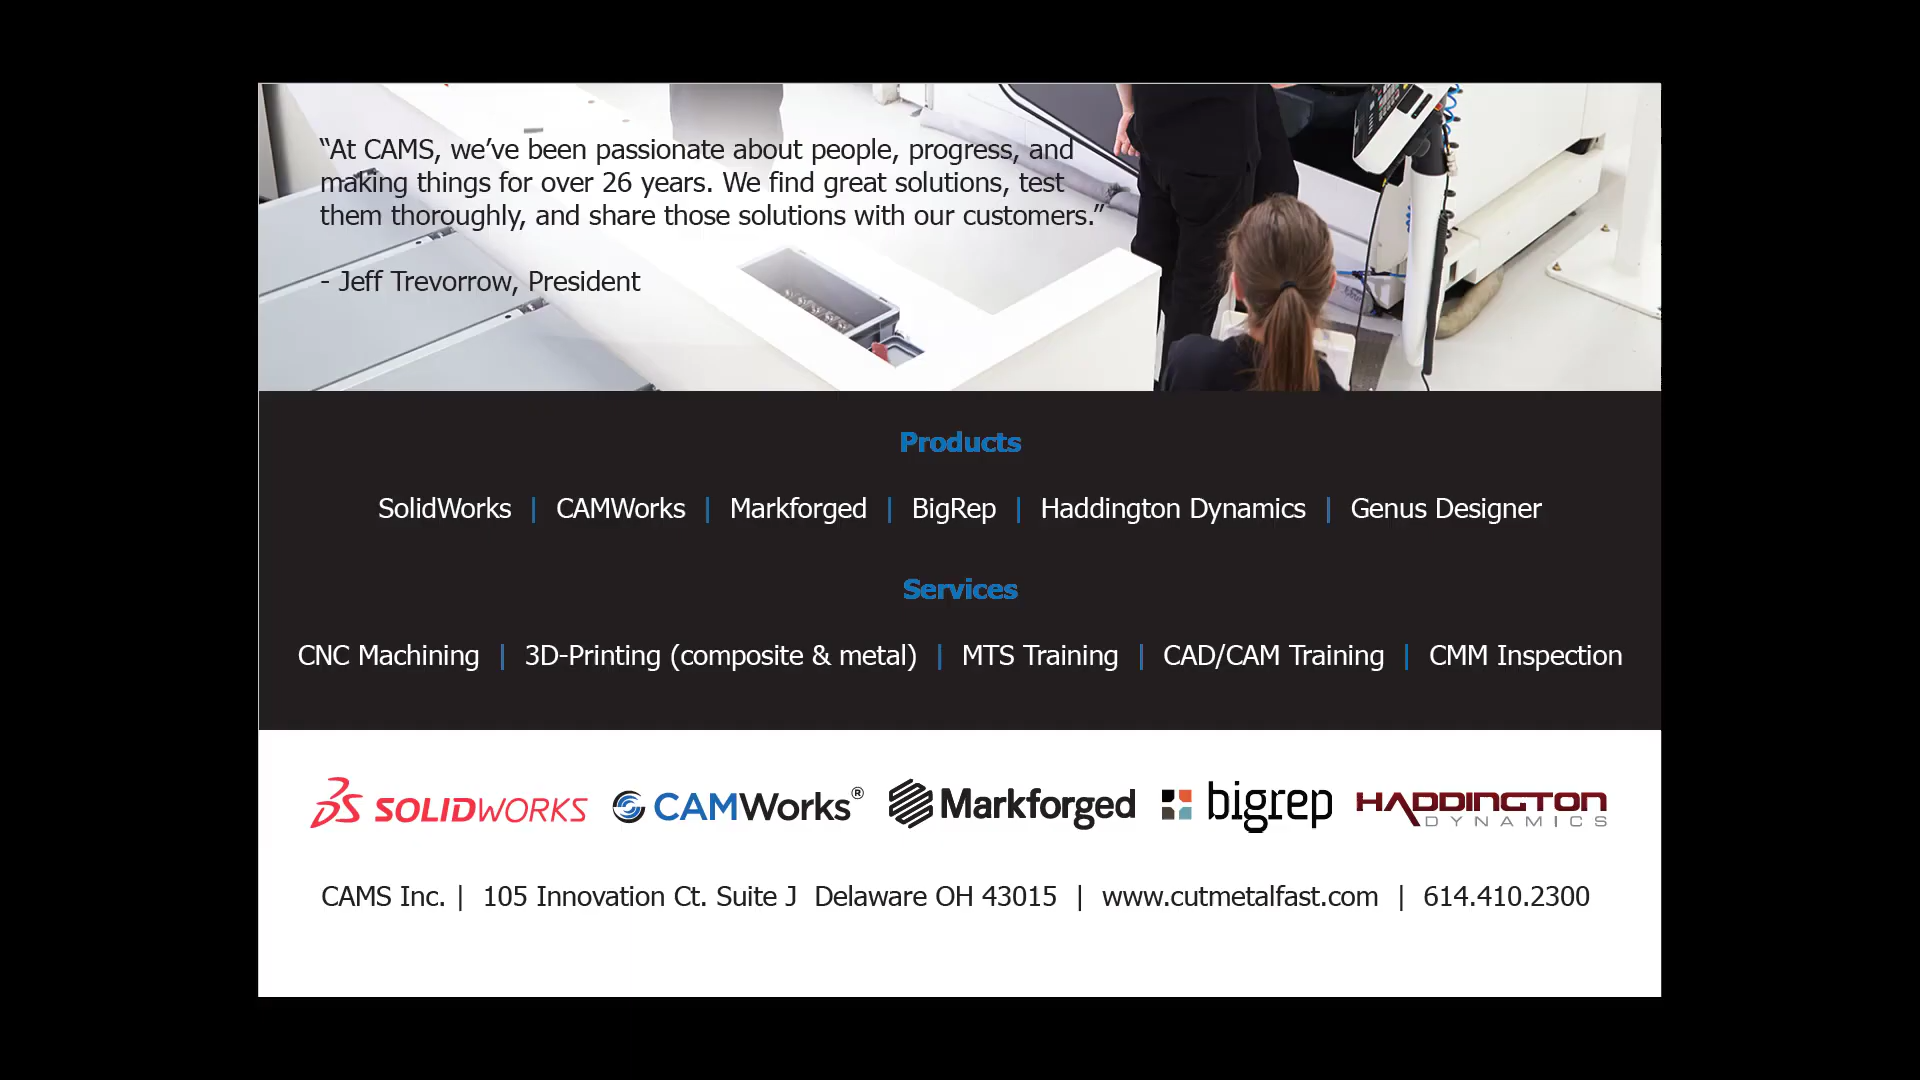 “At CAMS, we’ve been passionate about people, progress, and
making things for over 26 years. We find great solutions, test
them thoroughly, and share those solutions with our customers.”
- Jeff Trevorrow, President
Products
SolidWorks | CAMWorks | Markforged | BigRep | Haddington Dynamics | Genus Designer
Services
CNC Machining | 3D-Printing (composite & metal) | MTS Training | CAD/CAM Training | CMM Inspection
SOLIDWORKS CAMWorks® Markforged bigrep HADDINGTON
DYNAMICS
CAMS Inc. | 105 Innovation Ct. Suite J Delaware OH 43015 | www.cutmetalfast.com | 614.410.2300